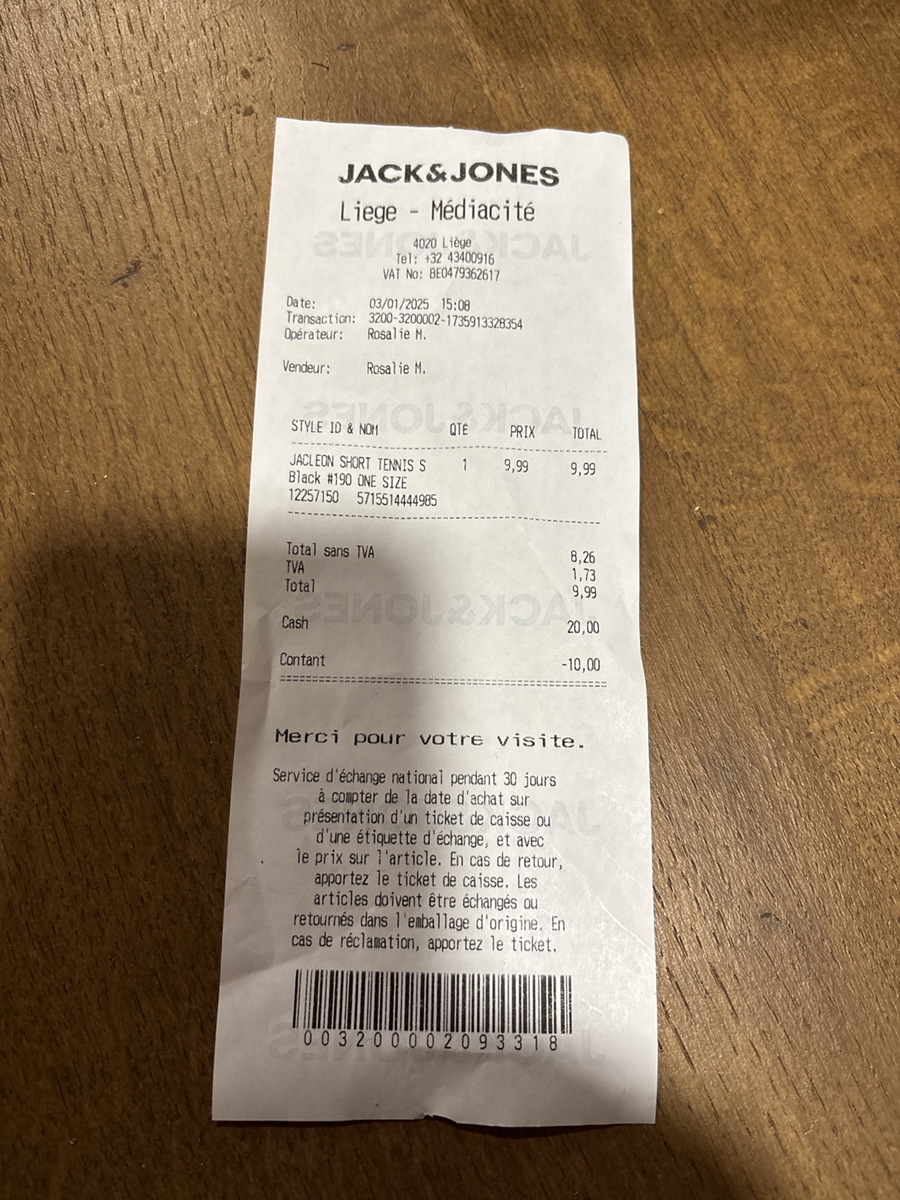 JACK&JONES
Liege - Médiacité
4020 Liège
Tel: +32 43400916
VAT No: BE0479362617
Date: 03/01/2025 15:08
Transaction: 3200-3200002-1735913328354
Opérateur: Rosalie M.
Vendeur: Rosalie M.
STYLE ID & NOM QTÉ PRIX TOTAL
JACLEON SHORT TENNIS S 1 9,99 9,99
Black #190 ONE SIZE
12257150 5715514444985
Total sans TVA 8,26
TVA 1,73
Total 9,99
Cash 20,00
Contant -10,00
Merci pour votre visite.
Service d'échange national pendant 30 jours
à compter de la date d'achat sur
présentation d'un ticket de caisse ou
d'une étiquette d'échange, et avec
le prix sur l'article. En cas de retour,
apportez le ticket de caisse. Les
articles doivent être échangés ou
retournés dans l'emballage d'origine. En
cas de réclamation, apportez le ticket.
003200002093318